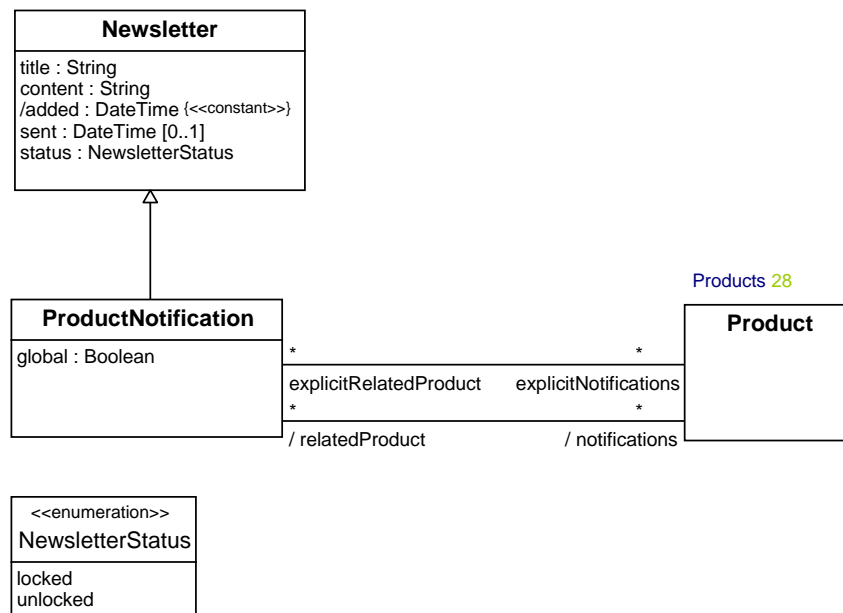 Newsletter
title : String
content : String
/added : DateTime {<<constant>>}
sent : DateTime [0..1]
status : NewsletterStatus
Products 28
ProductNotification
global : Boolean
Product
* *
explicitRelatedProduct explicitNotifications
* *
/ relatedProduct / notifications
<<enumeration>>
NewsletterStatus
locked
unlocked